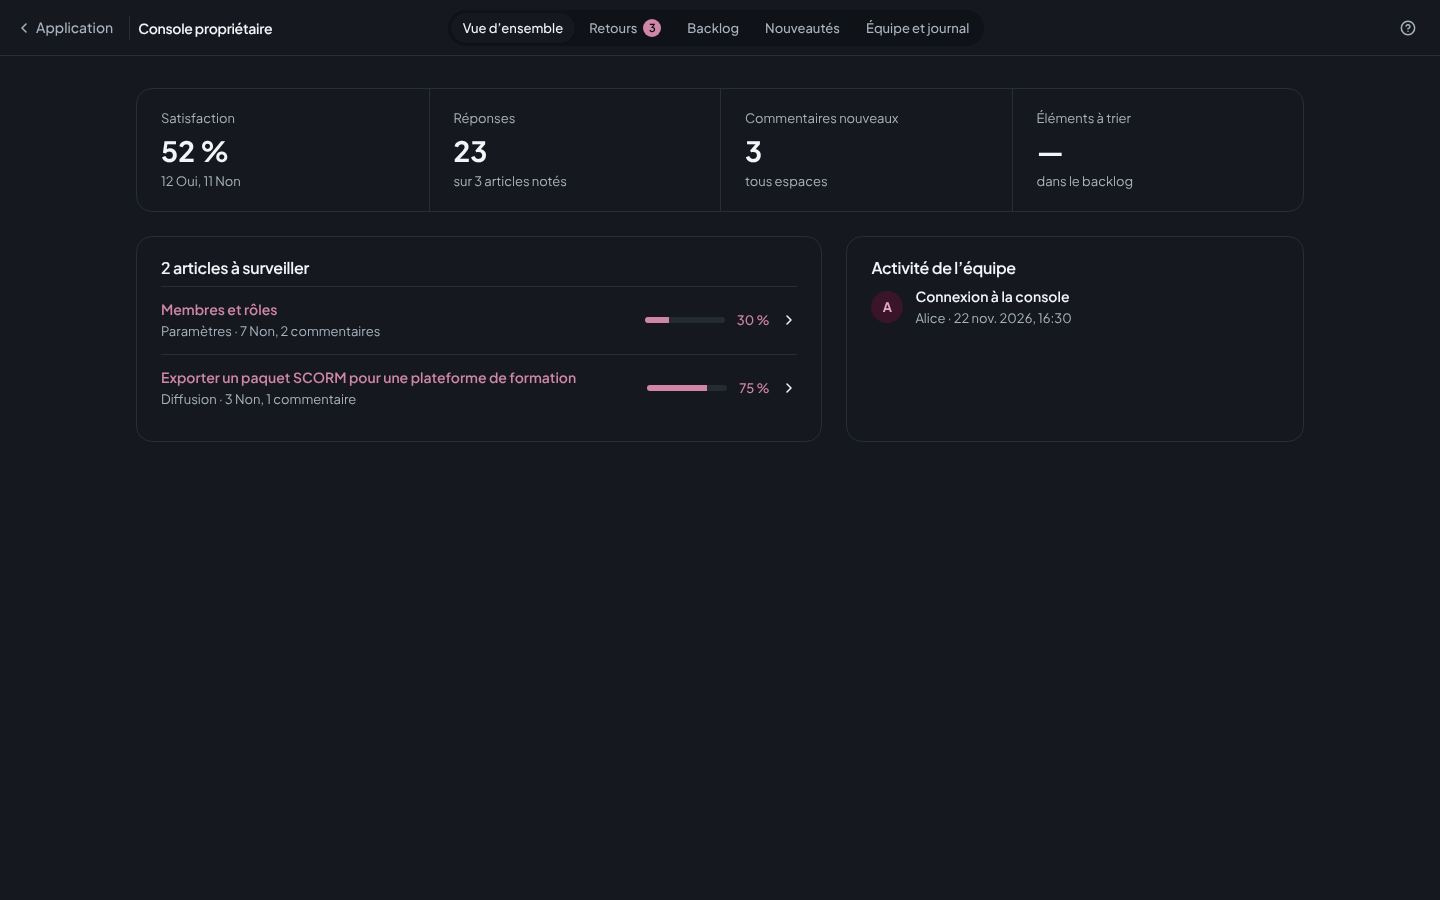 Application
Console propriétaire
Vue d’ensemble
Retours 3
Backlog
Nouveautés
Équipe et journal
Satisfaction
52 %
12 Oui, 11 Non
Réponses
23
sur 3 articles notés
Commentaires nouveaux
3
tous espaces
Éléments à trier
—
dans le backlog
2 articles à surveiller
Membres et rôles
Paramètres · 7 Non, 2 commentaires
30 %
Exporter un paquet SCORM pour une plateforme de formation
Diffusion · 3 Non, 1 commentaire
75 %
Activité de l’équipe
A
Connexion à la console
Alice · 22 nov. 2026, 16:30